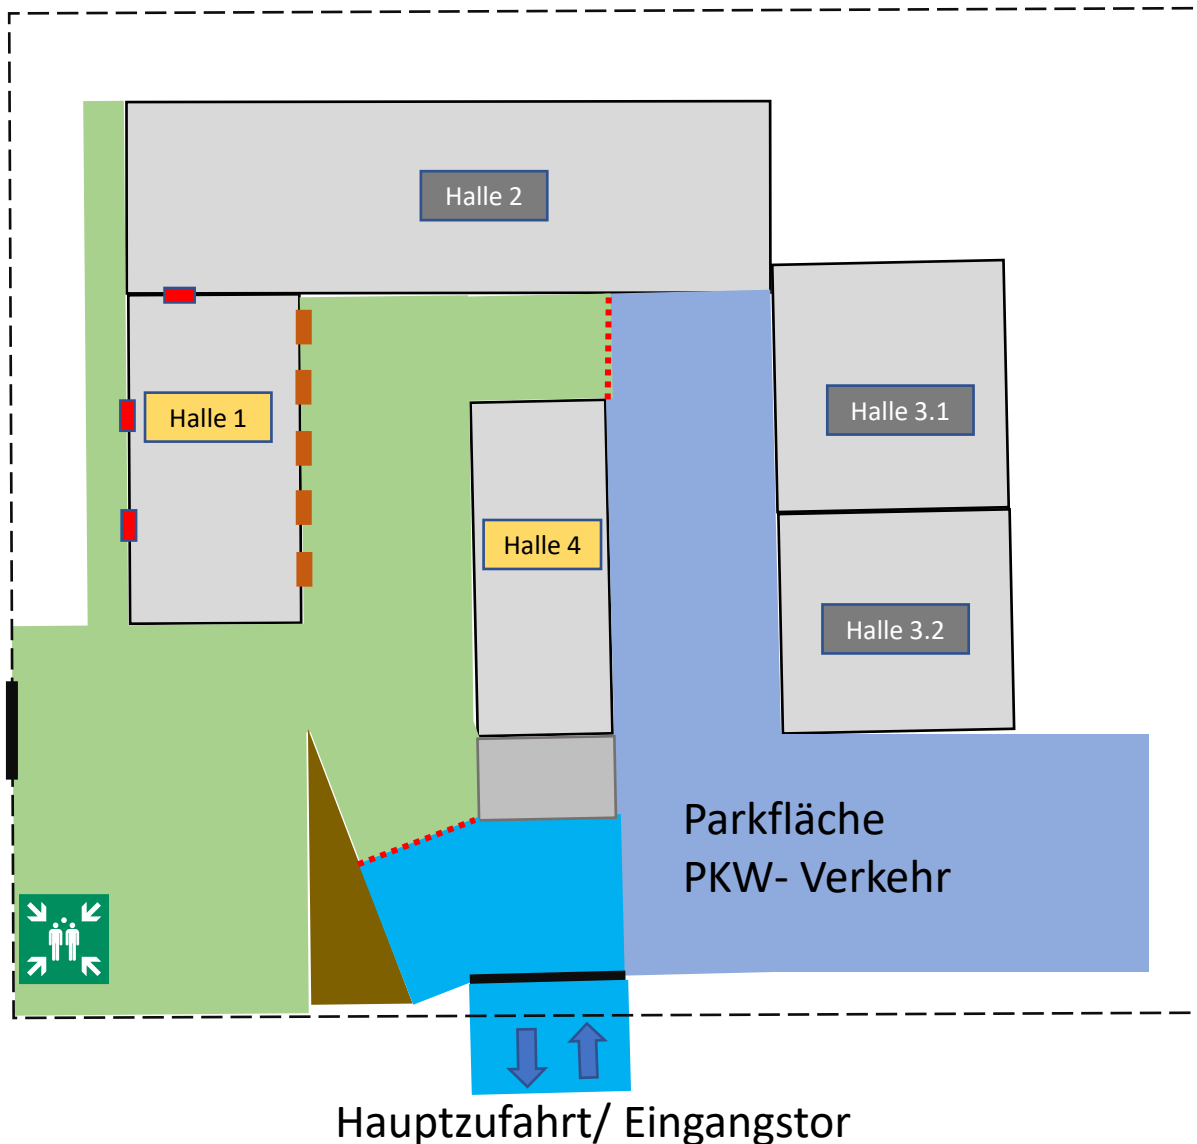 Halle 2
Halle 1
Halle 3.1
Halle 4
Halle 3.2
Parkfläche
PKW- Verkehr
Hauptzufahrt/ Eingangstor